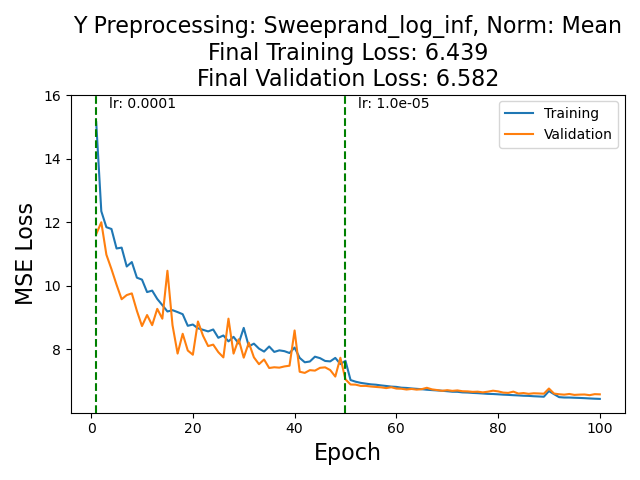 Y Preprocessing: Sweeprand_log_inf, Norm: Mean
Final Training Loss: 6.439
Final Validation Loss: 6.582
lr: 0.0001
lr: 1.0e-05
Training
Validation
MSE Loss
16
14
12
10
8
0
20
40
60
80
100
Epoch